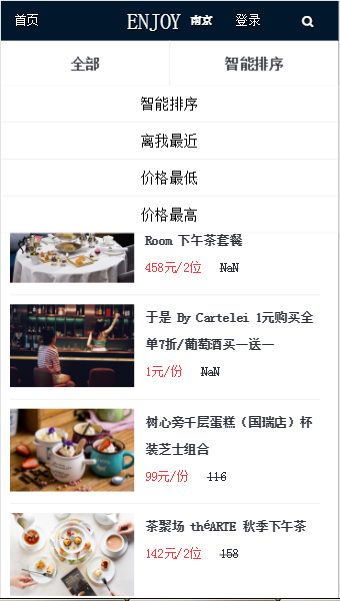 首页 ENJOY 南京 登录
全部 智能排序
智能排序
离我最近
价格最低
价格最高
Room 下午茶套餐
458元/2位 NaN
于是 By Cartelei 1元购买全
单7折/葡萄酒买一送一
1元/份 NaN
树心旁千层蛋糕（国瑞店）杯
装芝士组合
99元/份 116
茶聚场 théARTE 秋季下午茶
142元/2位 158